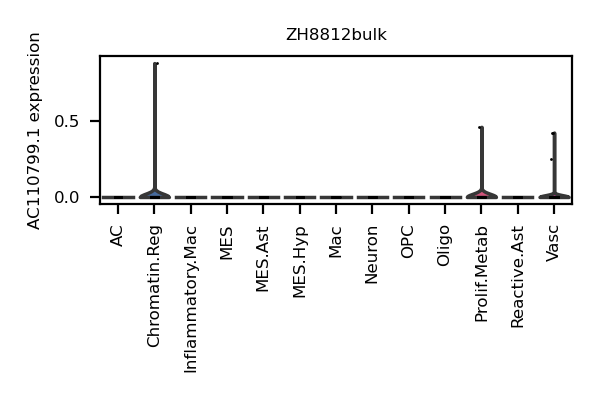 ZH8812bulk
AC110799.1 expression
0.5
0.0
AC
Chromatin.Reg
Inflammatory.Mac
MES
MES.Ast
MES.Hyp
Mac
Neuron
OPC
Oligo
Prolif.Metab
Reactive.Ast
Vasc